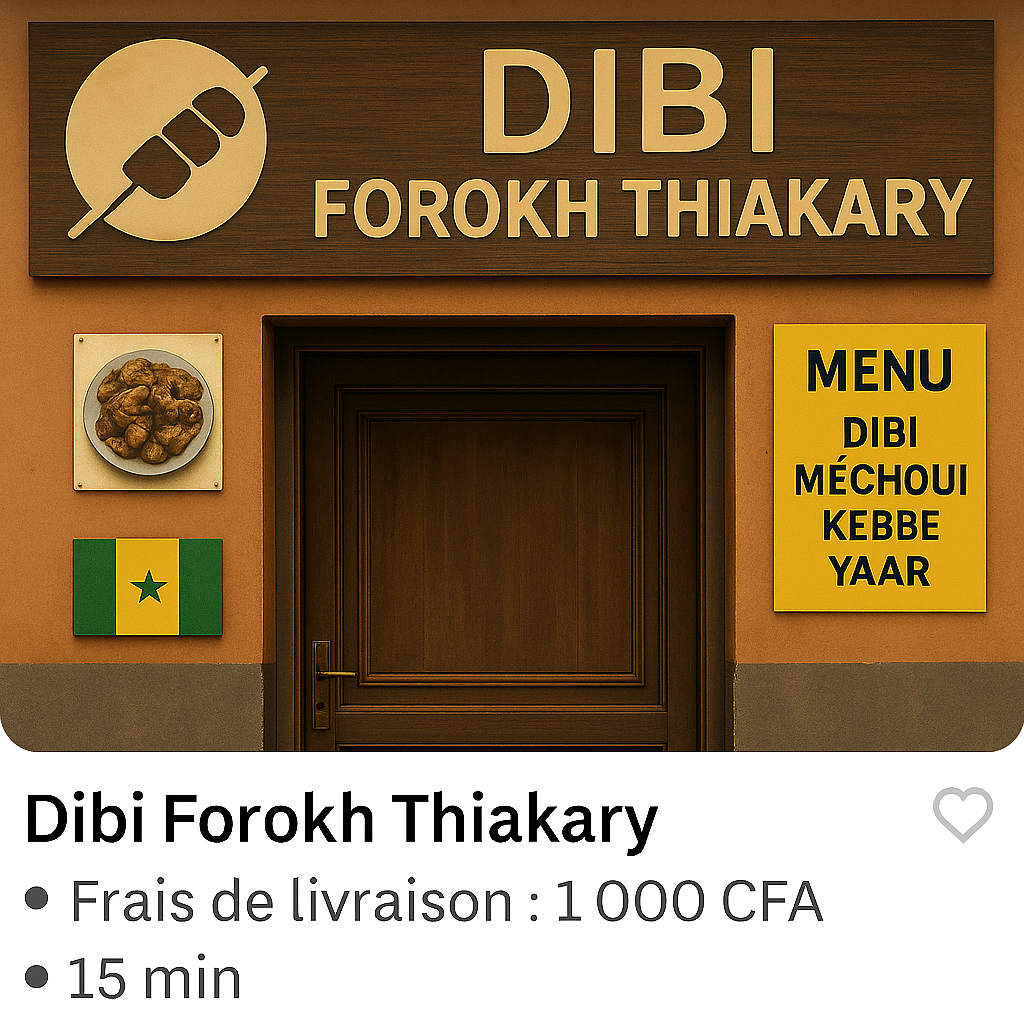 DIBI
FOROKH THIAKARY
MENU
DIBI
MÉCHOUI
KEBBE
YAAR
Dibi Forokh Thiakary
• Frais de livraison : 1 000 CFA
• 15 min